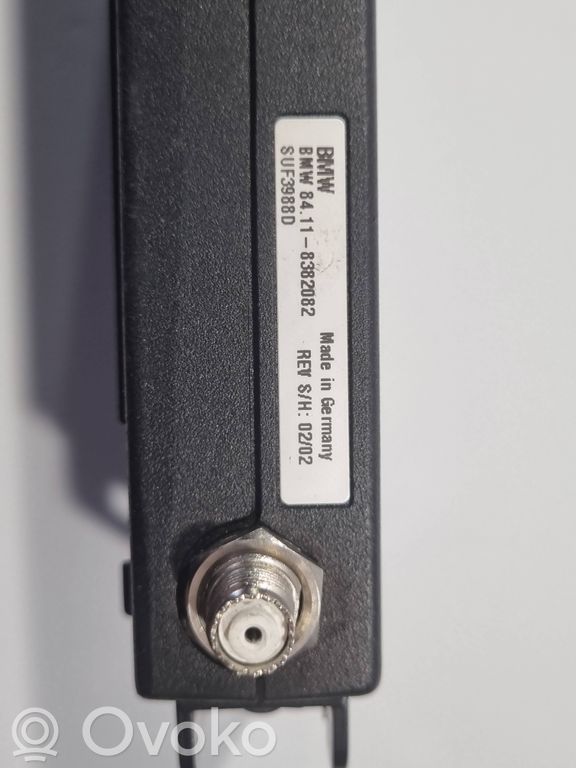 BMW
BMW 84.11-8382082 Made in Germany
SUF3988D REV S/H: 02/02
Ovoko